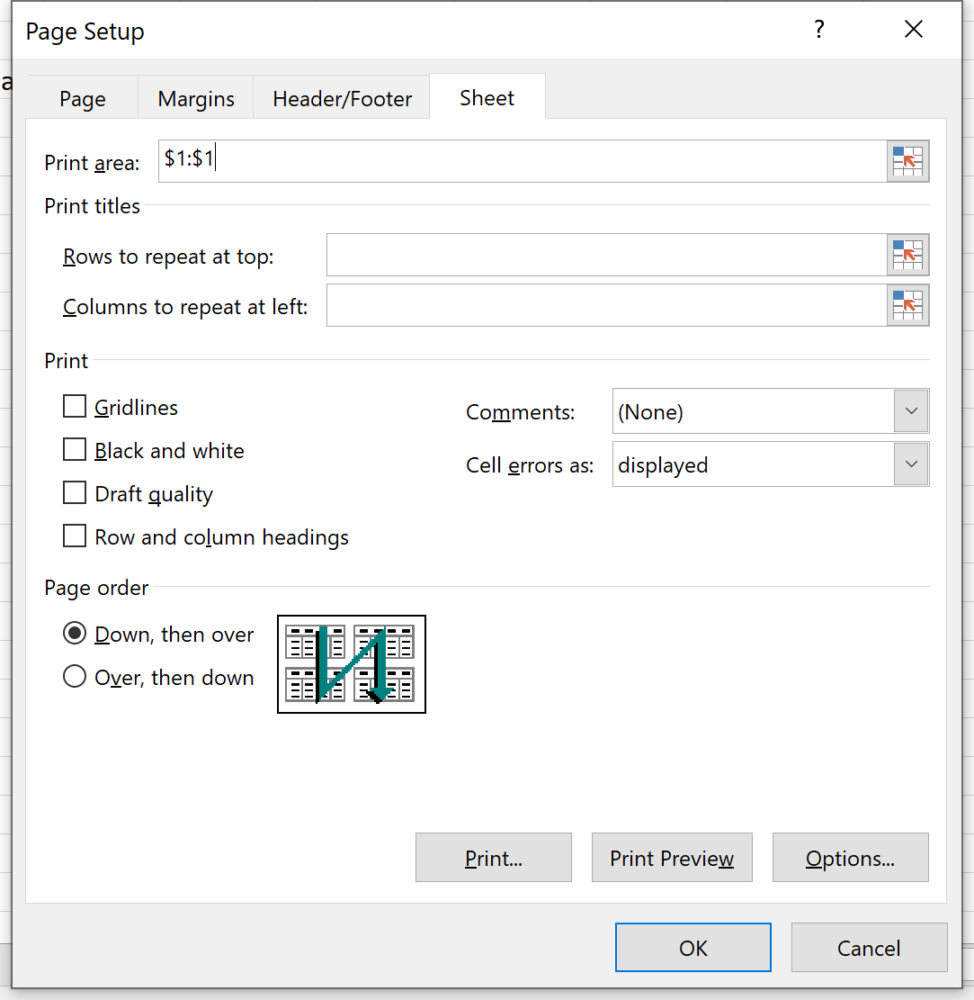 Page Setup ?
a
Page Margins Header/Footer Sheet
Print area: $1:$1
Print titles
Rows to repeat at top:
Columns to repeat at left:
Print
Gridlines Comments: (None)
Black and white Cell errors as: displayed
Draft quality
Row and column headings
Page order
Down, then over
Over, then down
Print... Print Preview Options...
OK Cancel